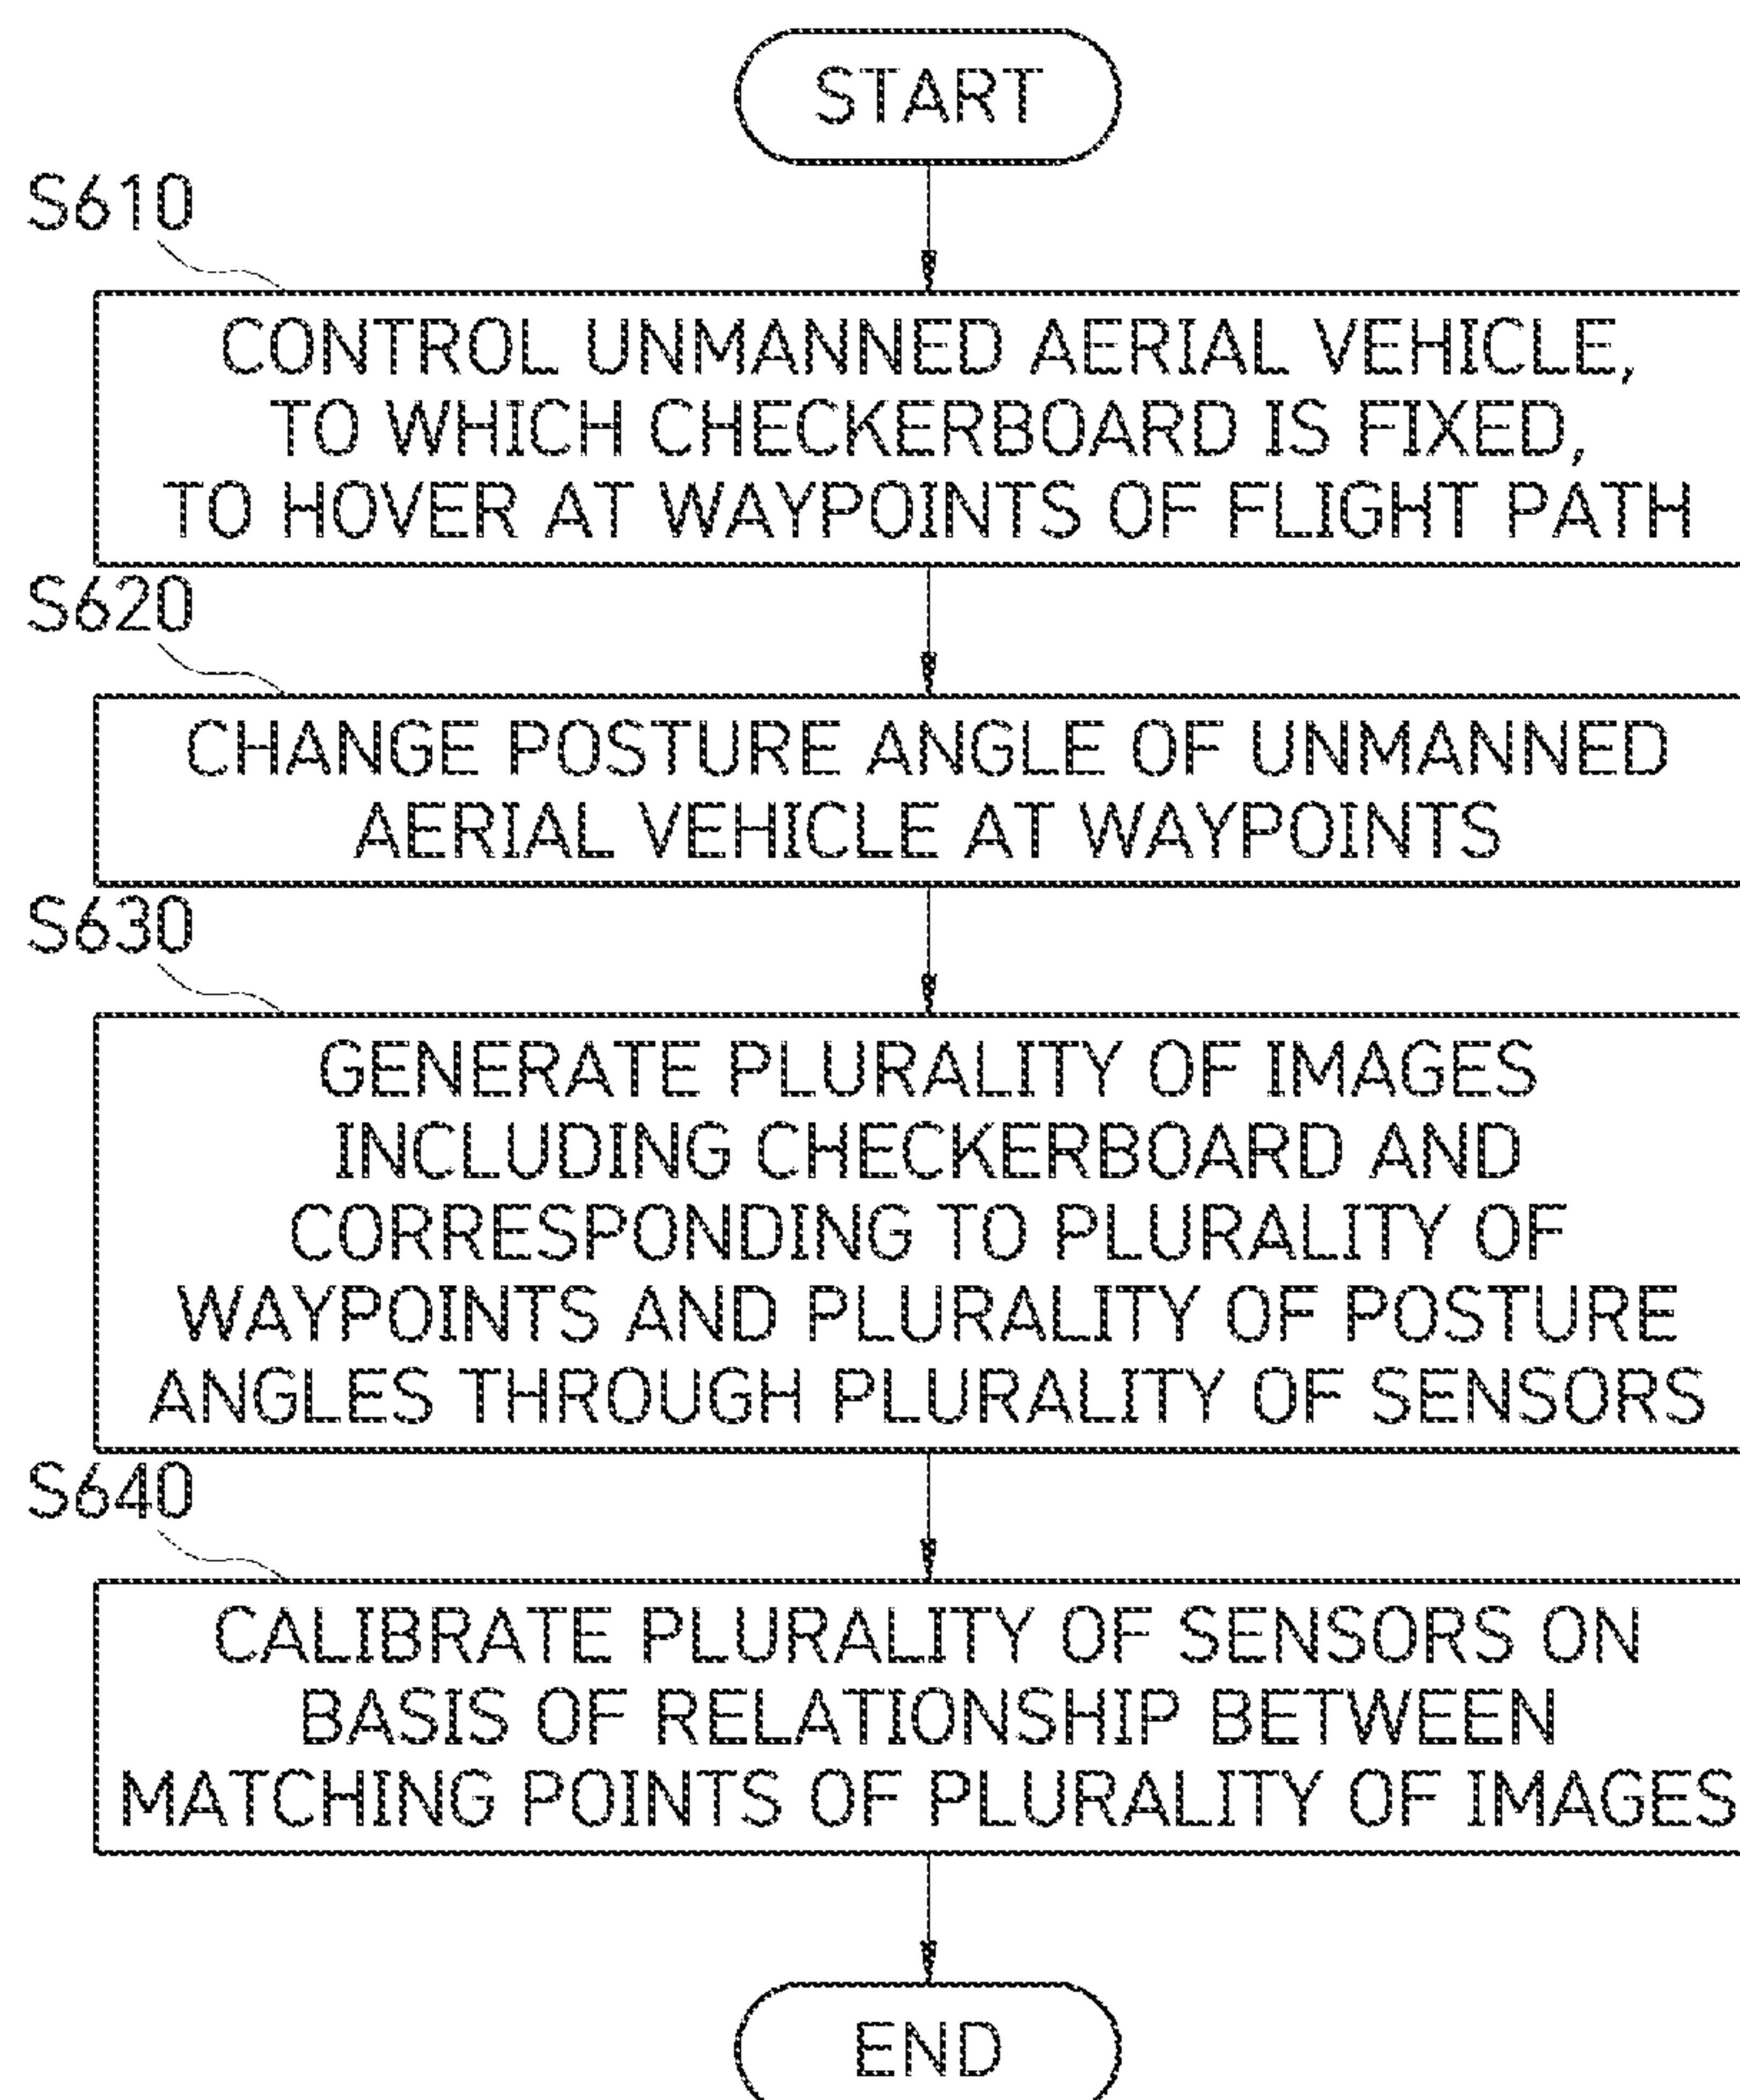 START
S610
CONTROL UNMANNED AERIAL VEHICLE,
TO WHICH CHECKERBOARD IS FIXED,
TO HOVER AT WAYPOINTS OF FLIGHT PATH
S620
CHANGE POSTURE ANGLE OF UNMANNED
AERIAL VEHICLE AT WAYPOINTS
S630
GENERATE PLURALITY OF IMAGES
INCLUDING CHECKERBOARD AND
CORRESPONDING TO PLURALITY OF
WAYPOINTS AND PLURALITY OF POSTURE
ANGLES THROUGH PLURALITY OF SENSORS
S640
CALIBRATE PLURALITY OF SENSORS ON
BASIS OF RELATIONSHIP BETWEEN
MATCHING POINTS OF PLURALITY OF IMAGES
END